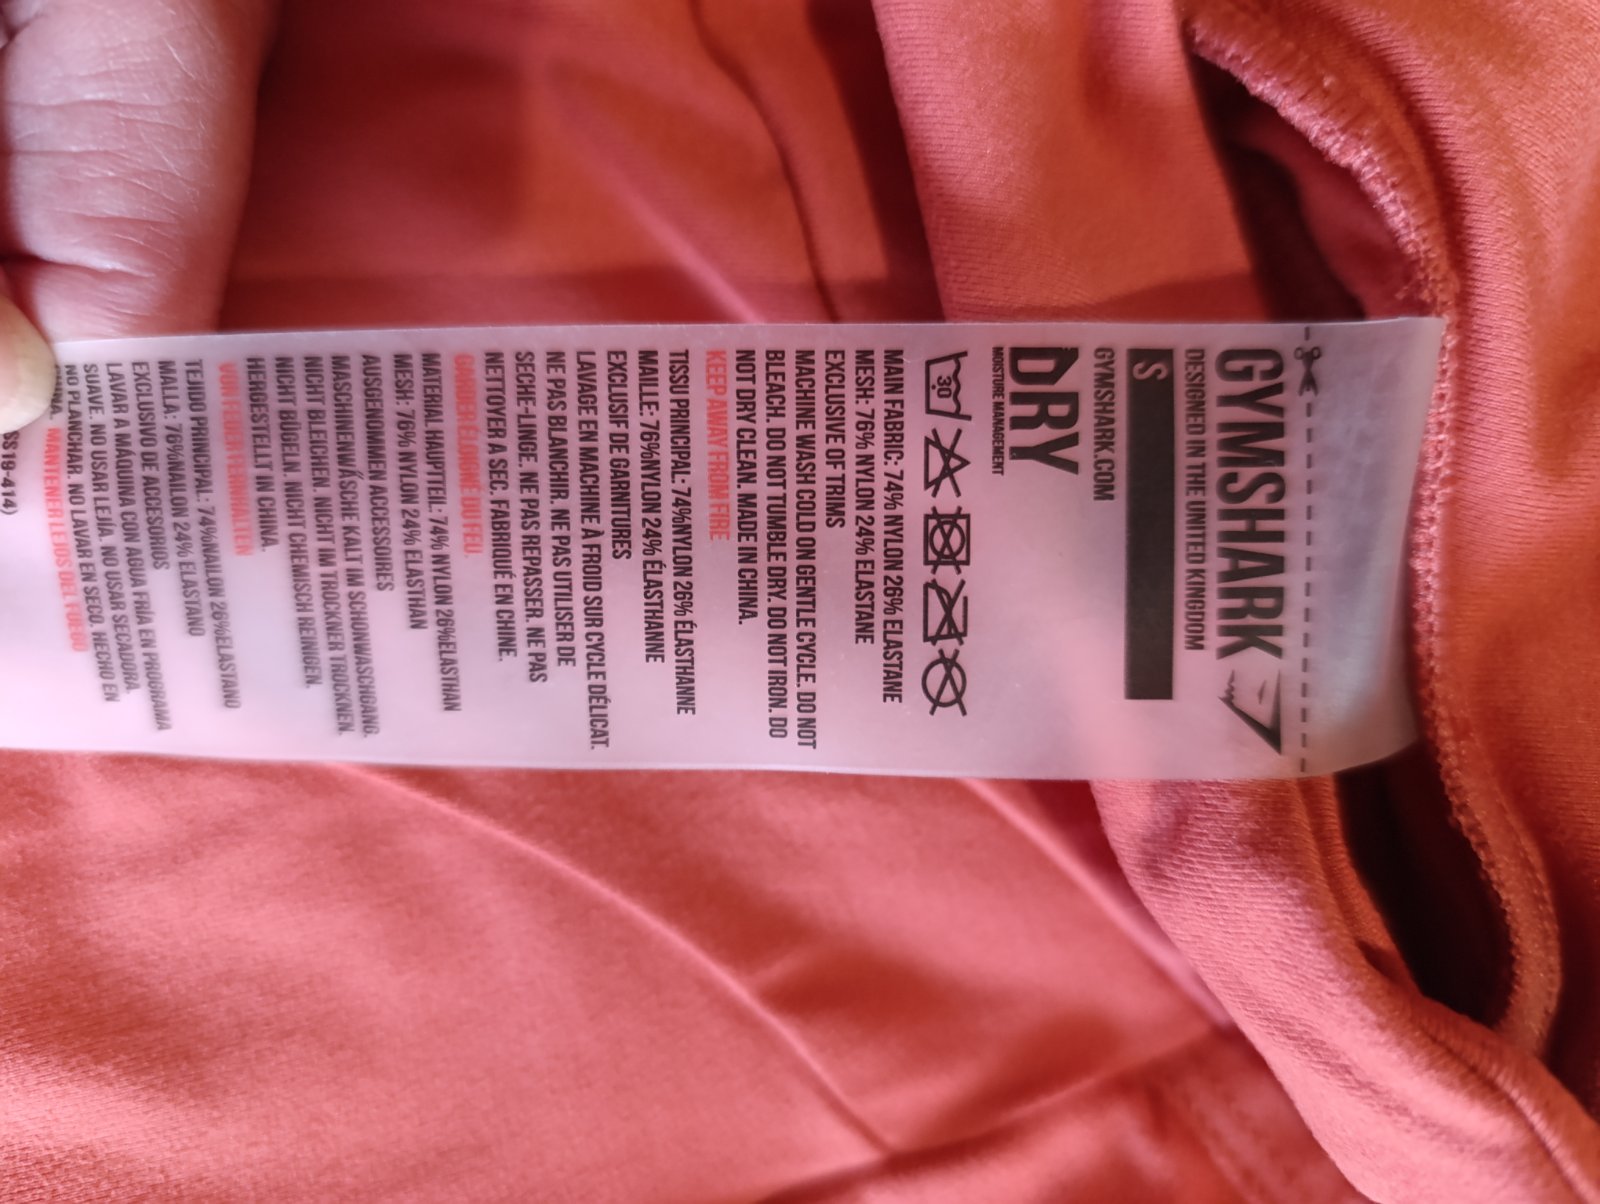 GYMSHARK
DESIGNED IN THE UNITED KINGDOM
S
GYMSHARK.COM
DRY
MOISTURE MANAGEMENT
30
MAIN FABRIC: 74% NYLON 26% ELASTANE
MESH: 76% NYLON 24% ELASTANE
EXCLUSIVE OF TRIMS
MACHINE WASH COLD ON GENTLE CYCLE. DO NOT
BLEACH. DO NOT TUMBLE DRY. DO NOT IRON. DO
NOT DRY CLEAN. MADE IN CHINA.
KEEP AWAY FROM FIRE
TISSU PRINCIPAL: 74%NYLON 26% ÉLASTHANNE
MAILLE: 76%NYLON 24% ÉLASTHANNE
EXCLUSIF DE GARNITURES
LAVAGE EN MACHINE À FROID SUR CYCLE DÉLICAT.
NE PAS BLANCHIR. NE PAS UTILISER DE
SECHE-LINGE. NE PAS REPASSER. NE PAS
NETTOYER A SEC. FABRIQUÉ EN CHINE.
GARDER ÉLOIGNÉ DU FEU.
MATERIAL HAUPTTEIL: 74% NYLON 26%ELASTHAN
MESH: 76% NYLON 24% ELASTHAN
AUSGENOMMEN ACCESSOIRES
MASCHINENWÄSCHE KALT IM SCHONWASCHGANG.
NICHT BLEICHEN. NICHT IM TROCKNER TROCKNEN.
NICHT BÜGELN. NICHT CHEMISCH REINIGEN.
HERGESTELLT IN CHINA.
VON FEUER FERNHALTEN
TEJIDO PRINCIPAL: 74%NAILON 26%ELASTANO
MALLA: 76%NAILON 24% ELASTANO
EXCLUSIVO DE ACCESORIOS
LAVAR A MÁQUINA CON AGUA FRÍA EN PROGRAMA
SUAVE. NO USAR LEJÍA. NO USAR SECADORA.
NO PLANCHAR. NO LAVAR EN SECO. HECHO EN
CHINA. MANTENER LEJOS DEL FUEGO
SS19-414)